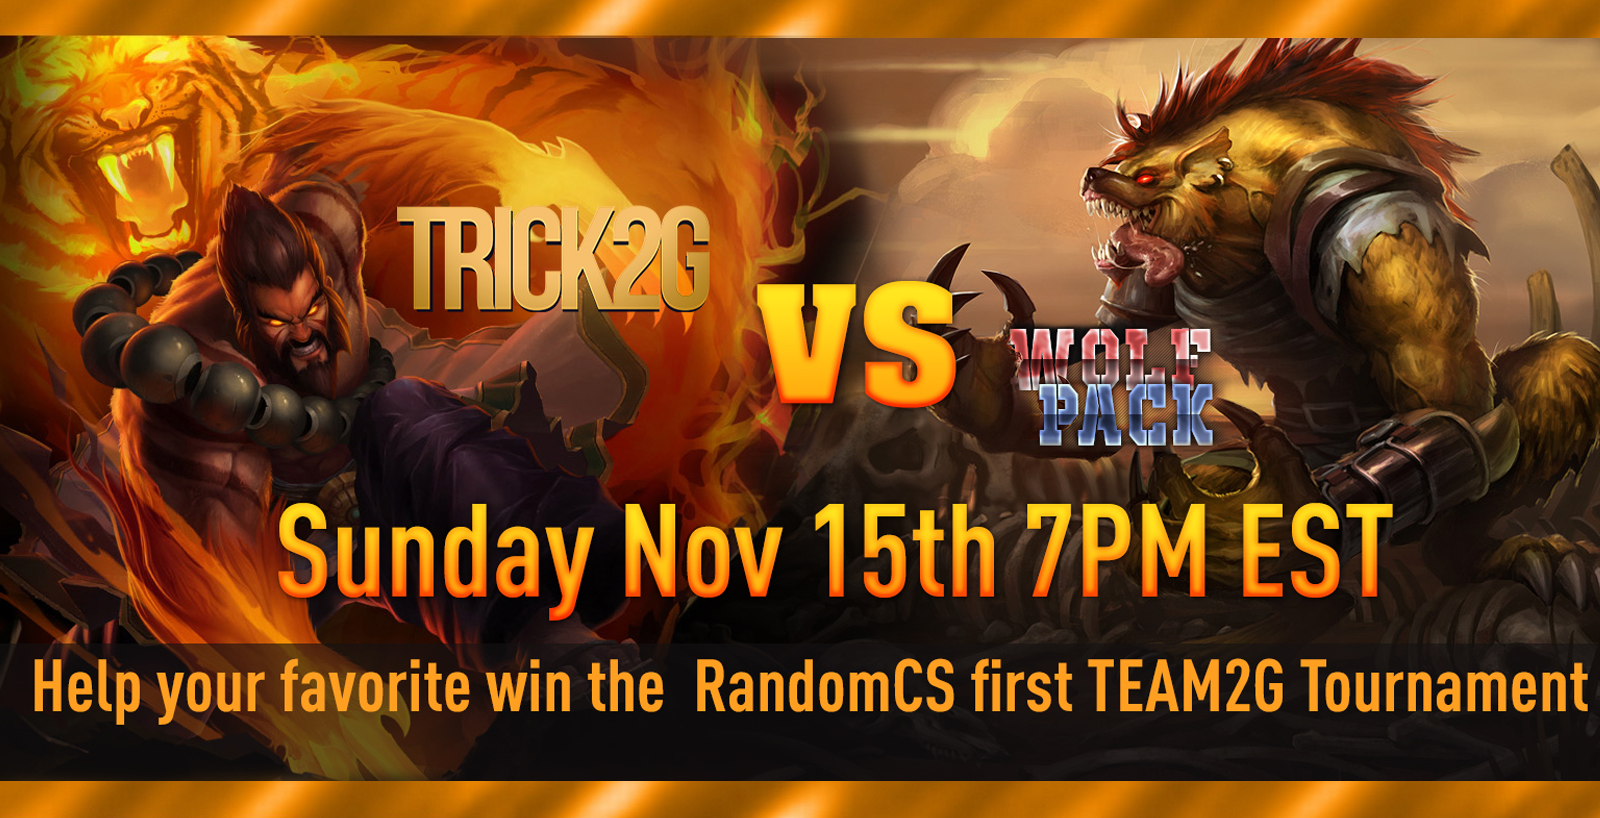 TRICK2G
VS
WOLF
PACK
Sunday Nov 15th 7PM EST
Help your favorite win the RandomCS first TEAM2G Tournament